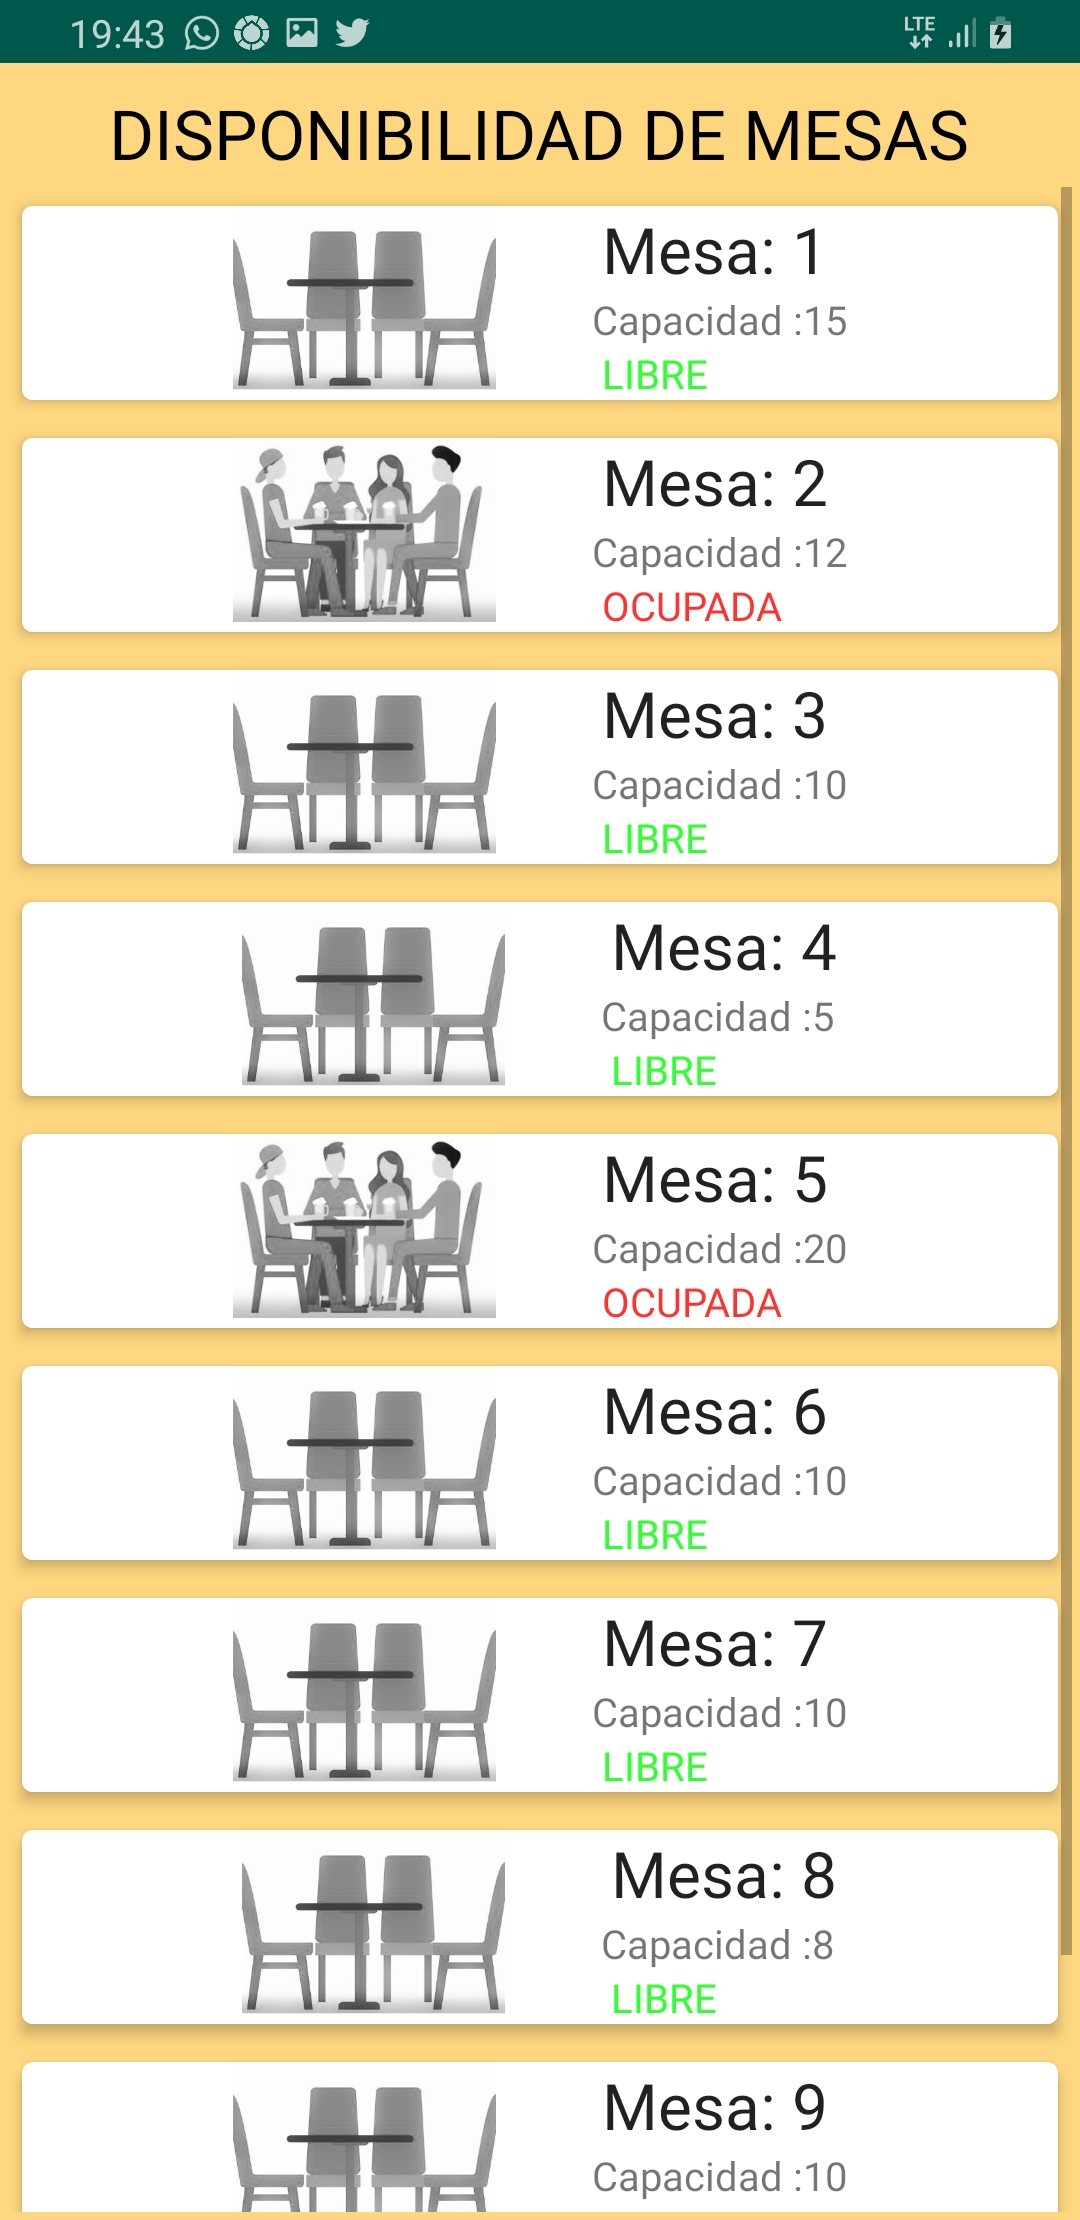 19:43
LTE
DISPONIBILIDAD DE MESAS
Mesa: 1
Capacidad :15
LIBRE
Mesa: 2
Capacidad :12
OCUPADA
Mesa: 3
Capacidad :10
LIBRE
Mesa: 4
Capacidad :5
LIBRE
Mesa: 5
Capacidad :20
OCUPADA
Mesa: 6
Capacidad :10
LIBRE
Mesa: 7
Capacidad :10
LIBRE
Mesa: 8
Capacidad :8
LIBRE
Mesa: 9
Capacidad :10